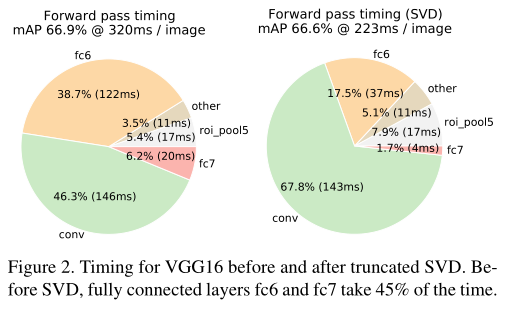 Forward pass timing
mAP 66.9% @ 320ms / image
fc6
38.7% (122ms)
other
3.5% (11ms)
roi_pool5
5.4% (17ms)
6.2% (20ms)
fc7
46.3% (146ms)
conv
Forward pass timing (SVD)
mAP 66.6% @ 223ms / image
fc6
17.5% (37ms)
other
5.1% (11ms)
roi_pool5
7.9% (17ms)
1.7% (4ms)
fc7
67.8% (143ms)
conv
Figure 2. Timing for VGG16 before and after truncated SVD. Be-
fore SVD, fully connected layers fc6 and fc7 take 45% of the time.